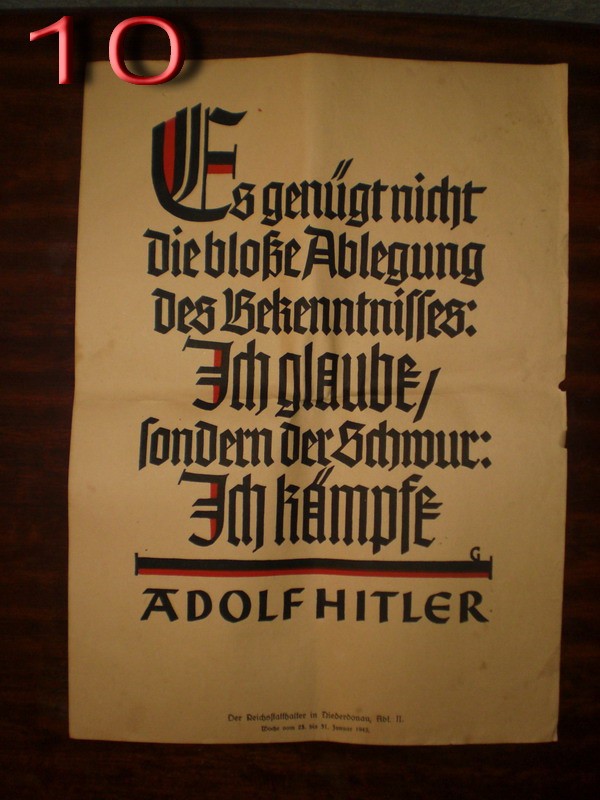 10
Es genügt nicht
die bloße Ablegung
des Bekenntnisses:
Ich glaube/
sondern der Schwur:
Ich kämpfe
G
ADOLF HITLER
Der Reichsstatthalter in Niederdonau, Abt. II.
Woche vom 25. bis 31. Januar